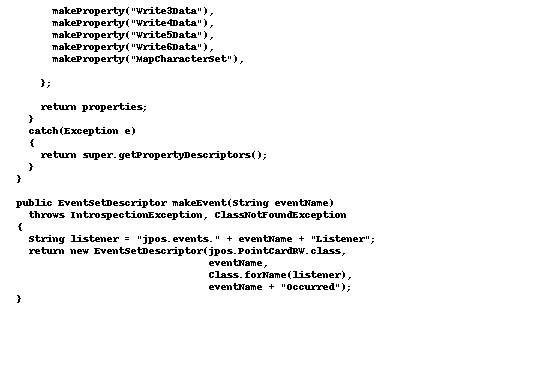 makeProperty("Write3Data"),
makeProperty("Write4Data"),
makeProperty("Write5Data"),
makeProperty("Write6Data"),
makeProperty("MapCharacterSet"),
};
return properties;
}
catch(Exception e)
{
return super.getPropertyDescriptors();
}
}
public EventSetDescriptor makeEvent(String eventName)
throws IntrospectionException, ClassNotFoundException
{
String listener = "jpos.events." + eventName + "Listener";
return new EventSetDescriptor(jpos.PointCardRW.class,
eventName,
Class.forName(listener),
eventName + "Occurred");
}